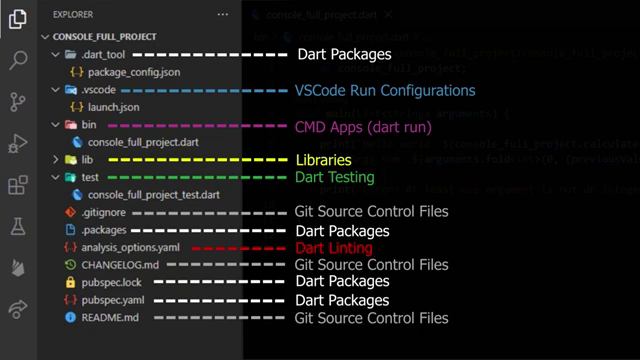 EXPLORER
console_full_project.dart
CONSOLE_FULL_PROJECT
.dart_tool Dart Packages
package_config.json
.vscode VSCode Run Configurations
launch.json
bin CMD Apps (dart run)
console_full_project.dart
lib Libraries
test Dart Testing
console_full_project_test.dart
.gitignore Git Source Control Files
.packages Dart Packages
analysis_options.yaml Dart Linting
CHANGELOG.md Git Source Control Files
pubspec.lock Dart Packages
pubspec.yaml Dart Packages
README.md Git Source Control Files